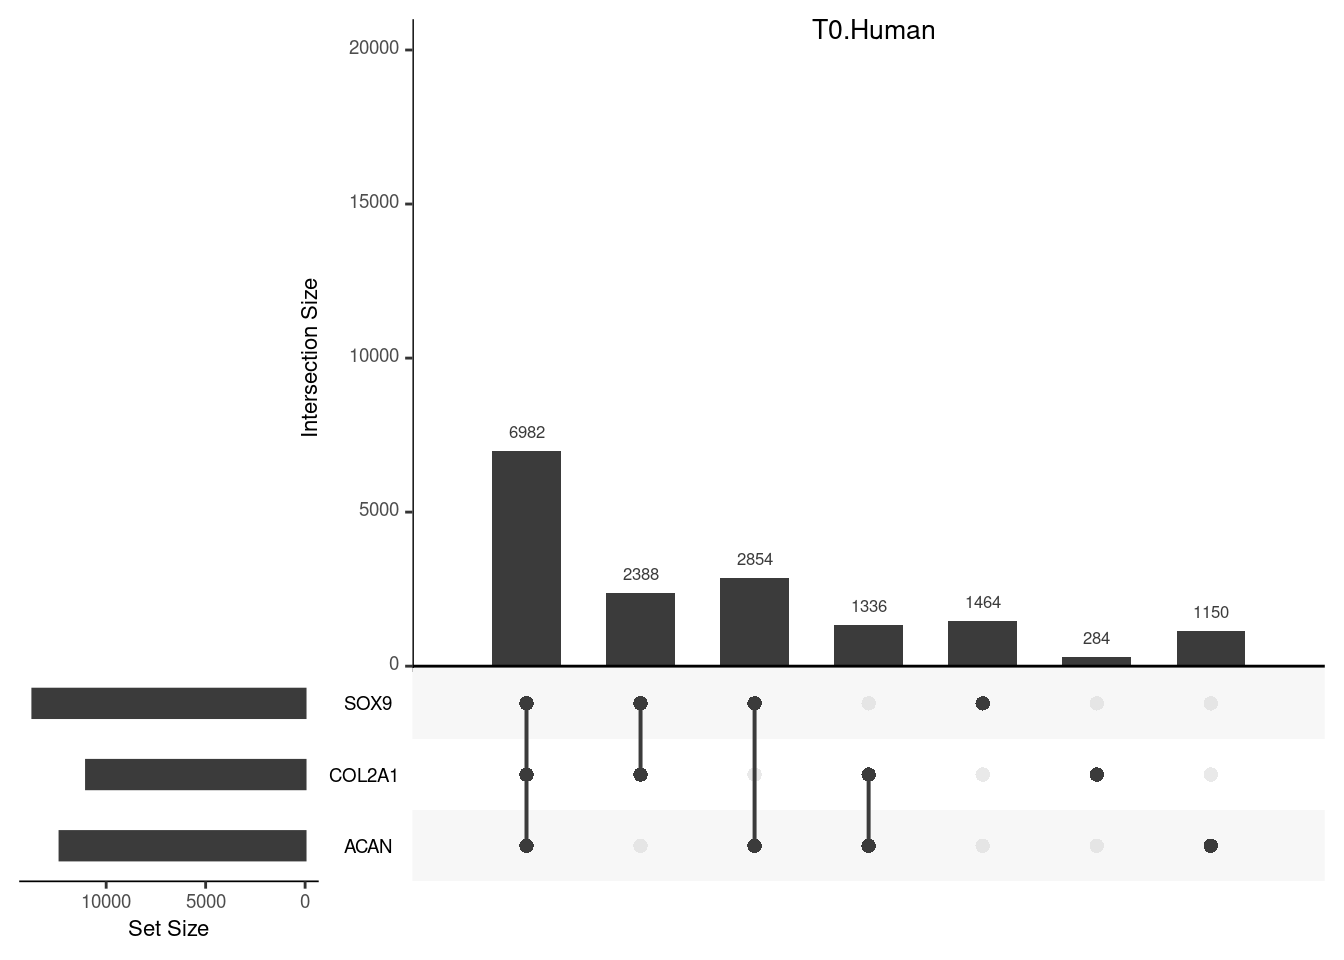 T0.Human
20000
15000
10000
5000
0
Intersection Size
6982
2388
2854
1336
1464
284
1150
SOX9
COL2A1
ACAN
10000 5000 0
Set Size